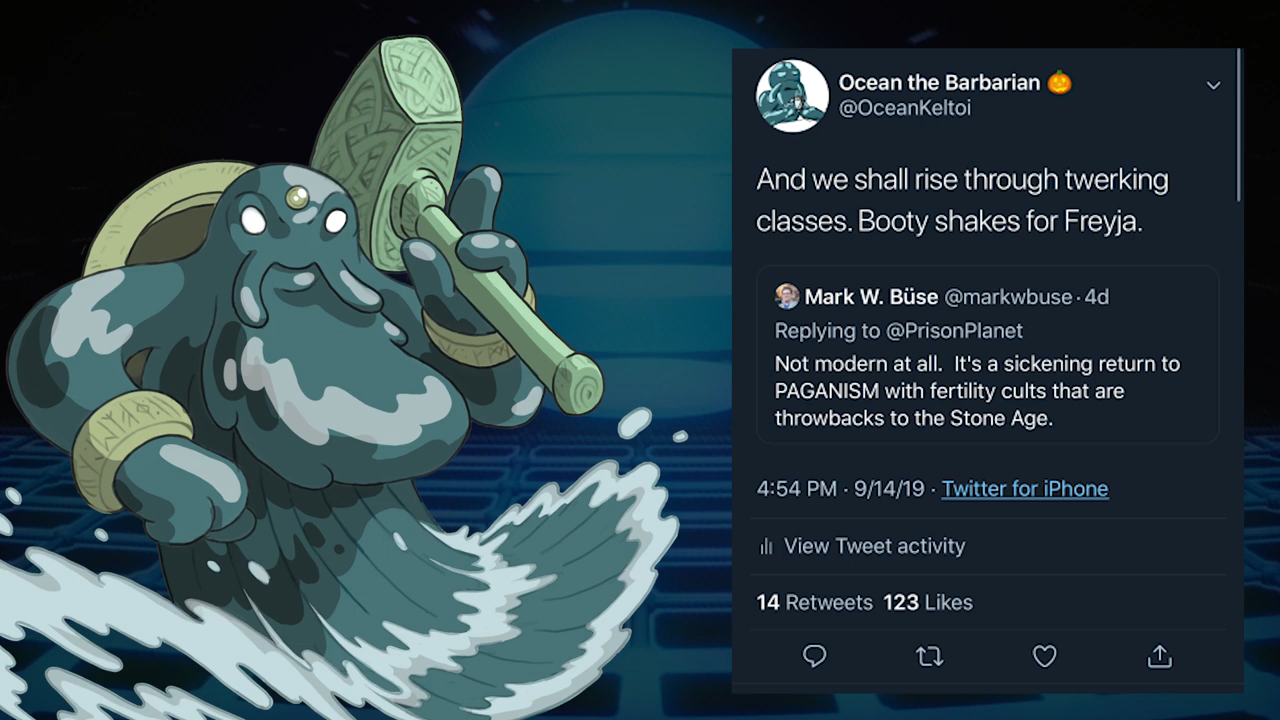 Ocean the Barbarian 🎃
@OceanKeltoi
And we shall rise through twerking
classes. Booty shakes for Freyja.
Mark W. Büse @markwbuse · 4d
Replying to @PrisonPlanet
Not modern at all.  It's a sickening return to
PAGANISM with fertility cults that are
throwbacks to the Stone Age.
4:54 PM · 9/14/19 · Twitter for iPhone
View Tweet activity
14 Retweets 123 Likes